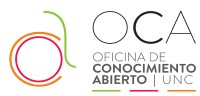 OCA
OFICINA DE
CONOCIMIENTO
ABIERTO | UNC